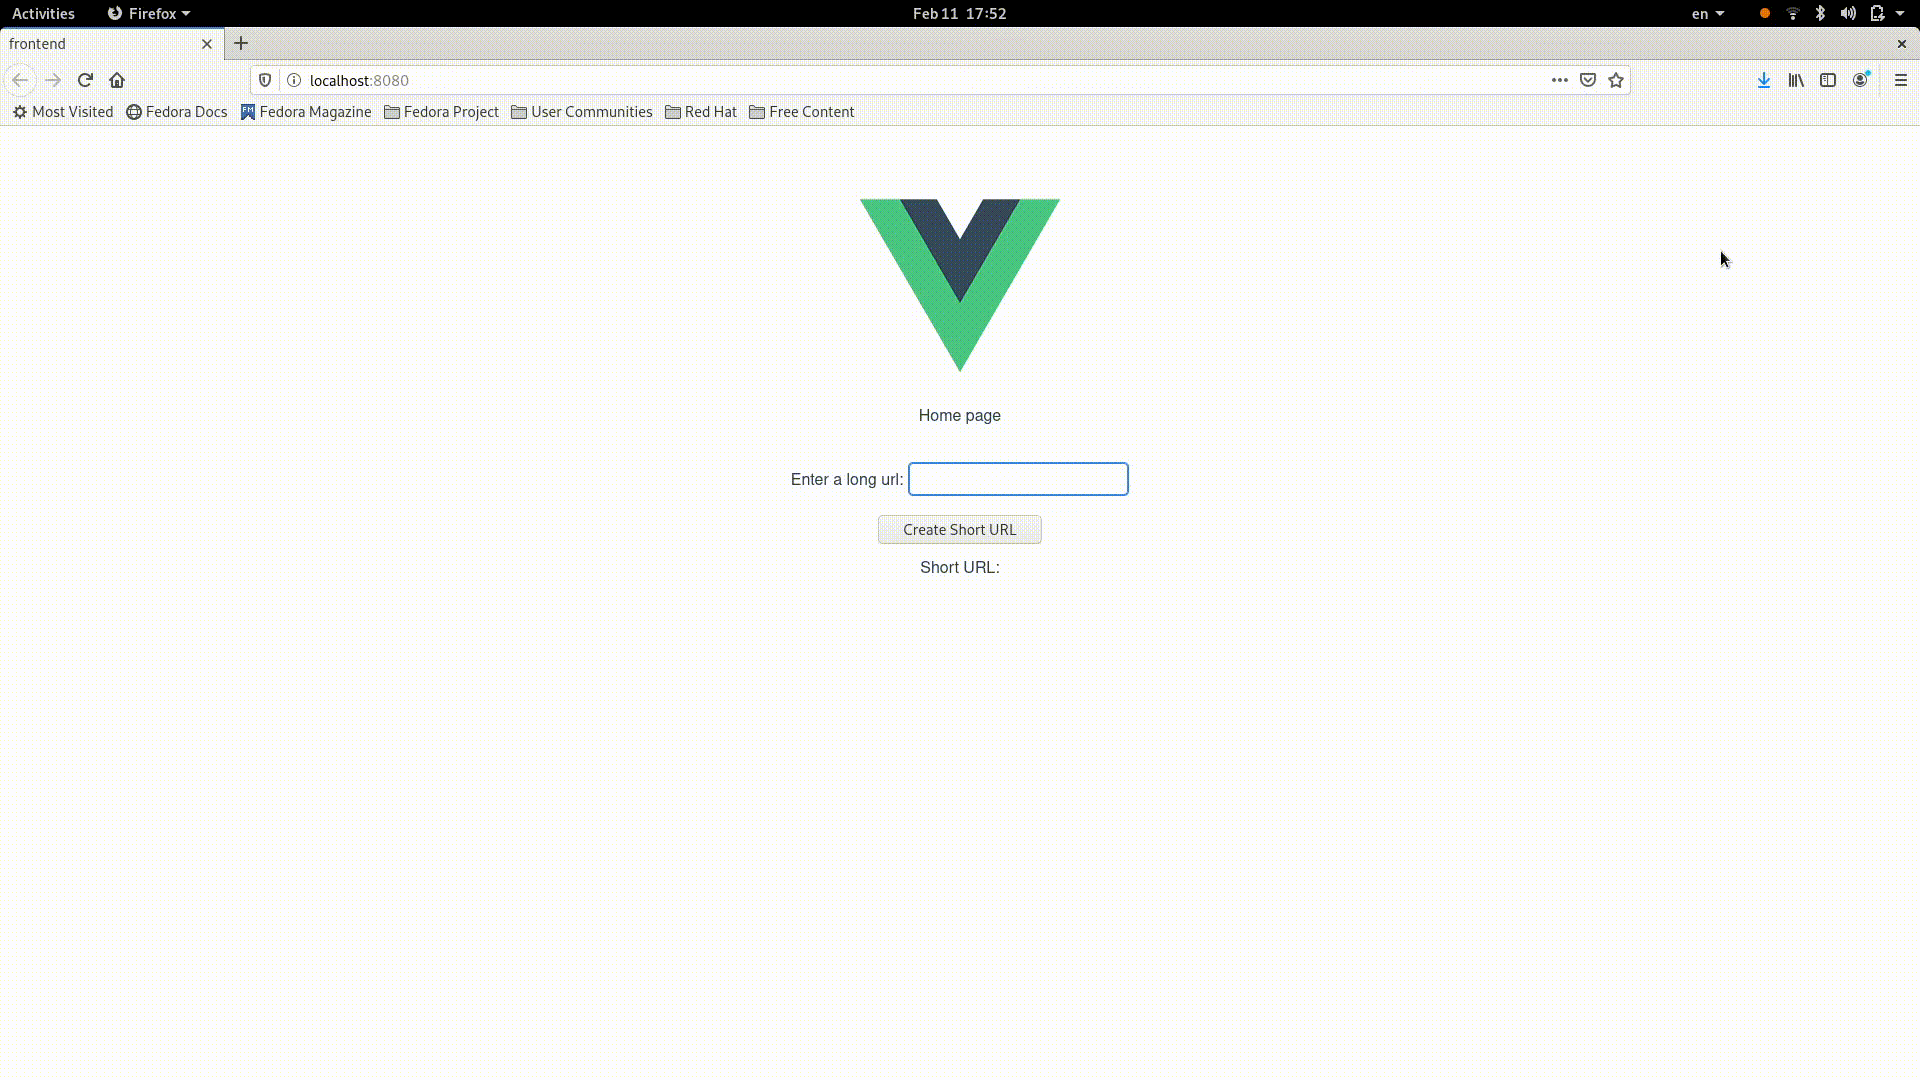 Activities Firefox Feb 11 17:52 en
frontend
localhost:8080
Most Visited Fedora Docs FM Fedora Magazine Fedora Project User Communities Red Hat Free Content
Home page
Enter a long url:
Create Short URL
Short URL: